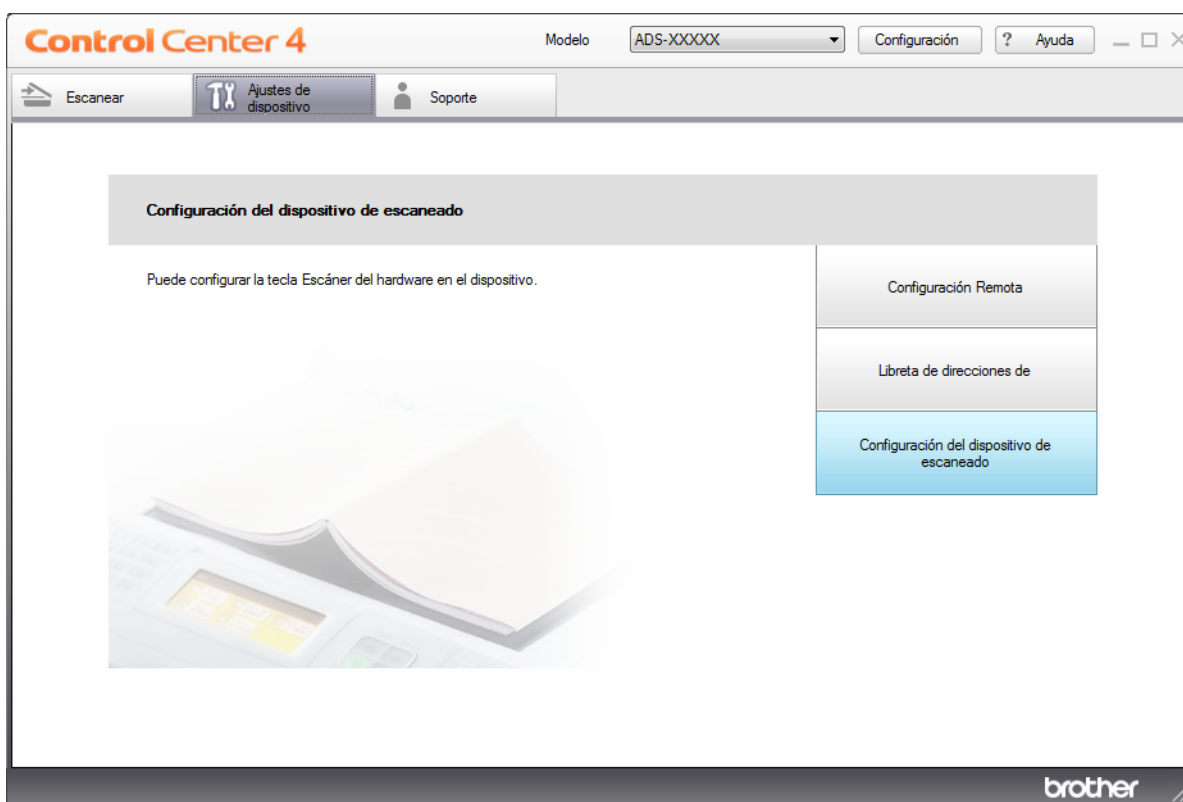 Control Center 4
Modelo
ADS-XXXXX
Configuración
? Ayuda
Escanear
Ajustes de
dispositivo
Soporte
Configuración del dispositivo de escaneado
Puede configurar la tecla Escáner del hardware en el dispositivo.
Configuración Remota
Libreta de direcciones de
Configuración del dispositivo de
escaneado
brother